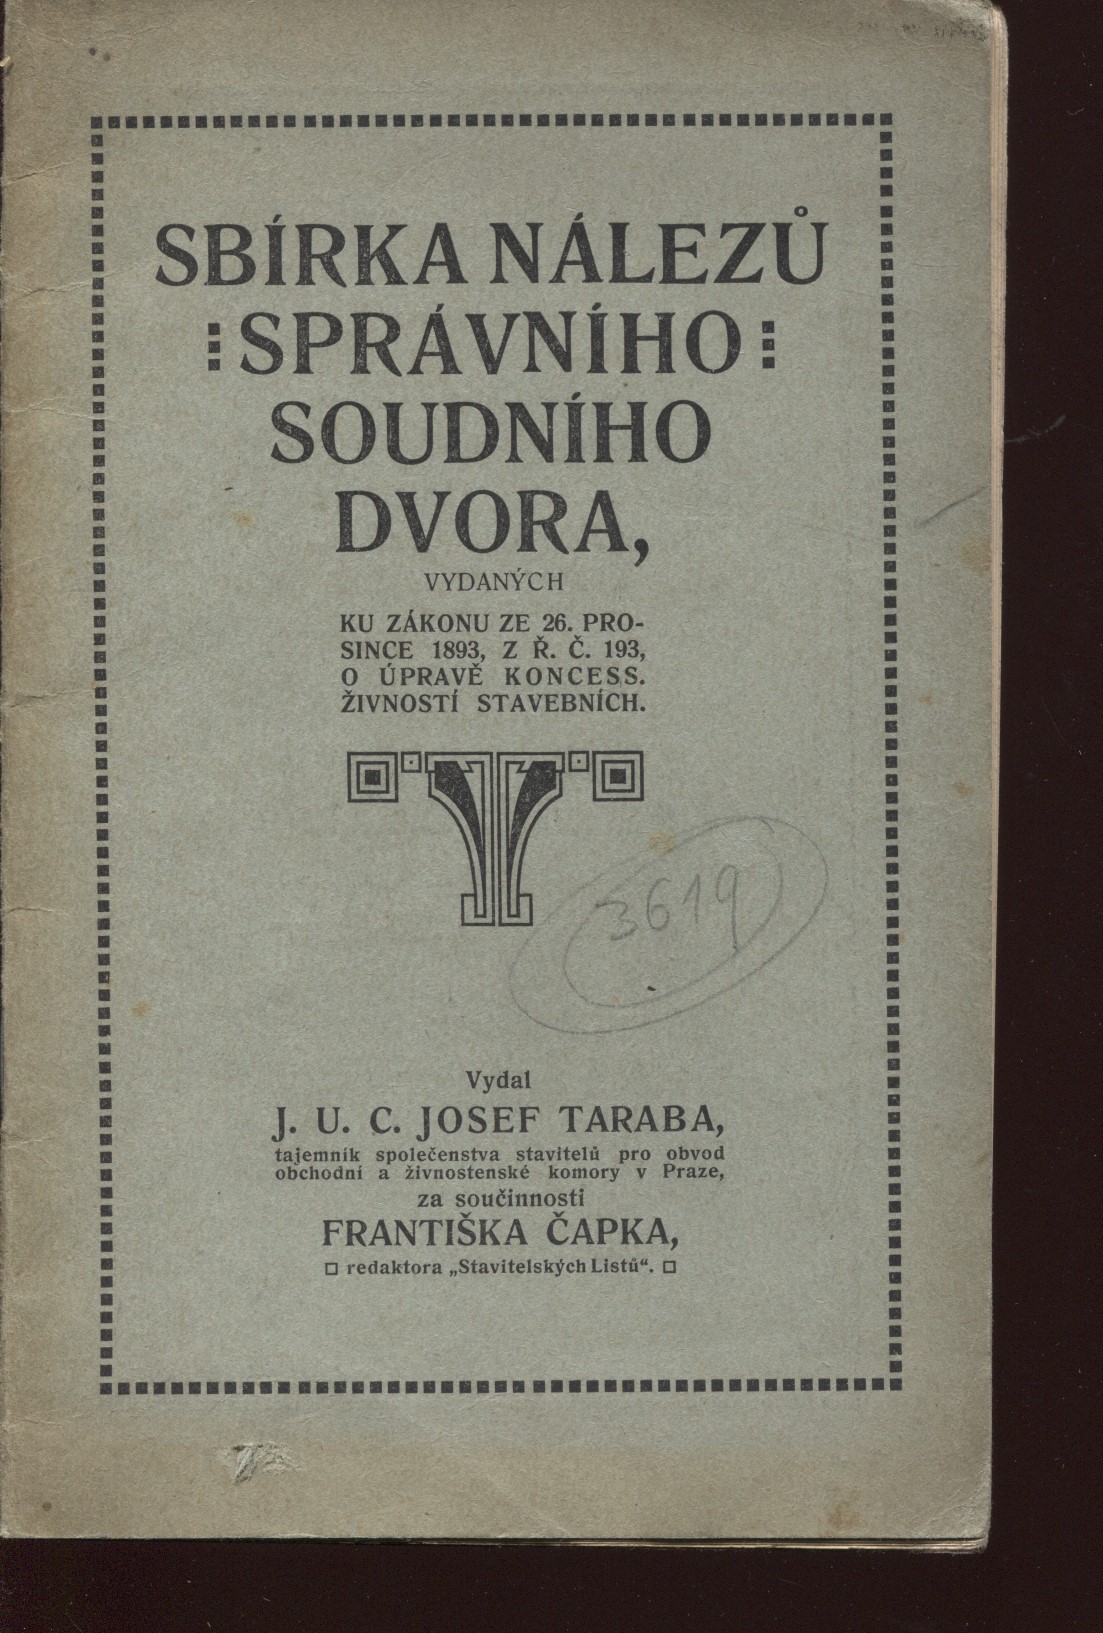 SBÍRKA NÁLEZŮ
SPRÁVNÍHO
SOUDNÍHO
DVORA,
VYDANÝCH
KU ZÁKONU ZE 26. PRO-
SINCE 1893, Z Ř. Č. 193,
O ÚPRAVĚ KONCESS.
ŽIVNOSTÍ STAVEBNÍCH.
3619
Vydal
J. U. C. JOSEF TARABA,
tajemník společenstva stavitelů pro obvod
obchodní a živnostenské komory v Praze,
za součinnosti
FRANTIŠKA ČAPKA,
redaktora „Stavitelských Listů“.